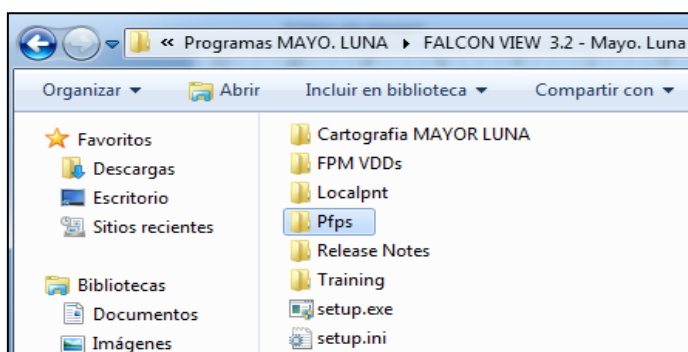 « Programas MAYO. LUNA ▸ FALCON VIEW 3.2 - Mayo. Luna
Organizar ▾ Abrir Incluir en biblioteca ▾ Compartir con ▾
Favoritos
Descargas
Escritorio
Sitios recientes
Bibliotecas
Documentos
Imágenes
Cartografia MAYOR LUNA
FPM VDDs
Localpnt
Pfps
Release Notes
Training
setup.exe
setup.ini